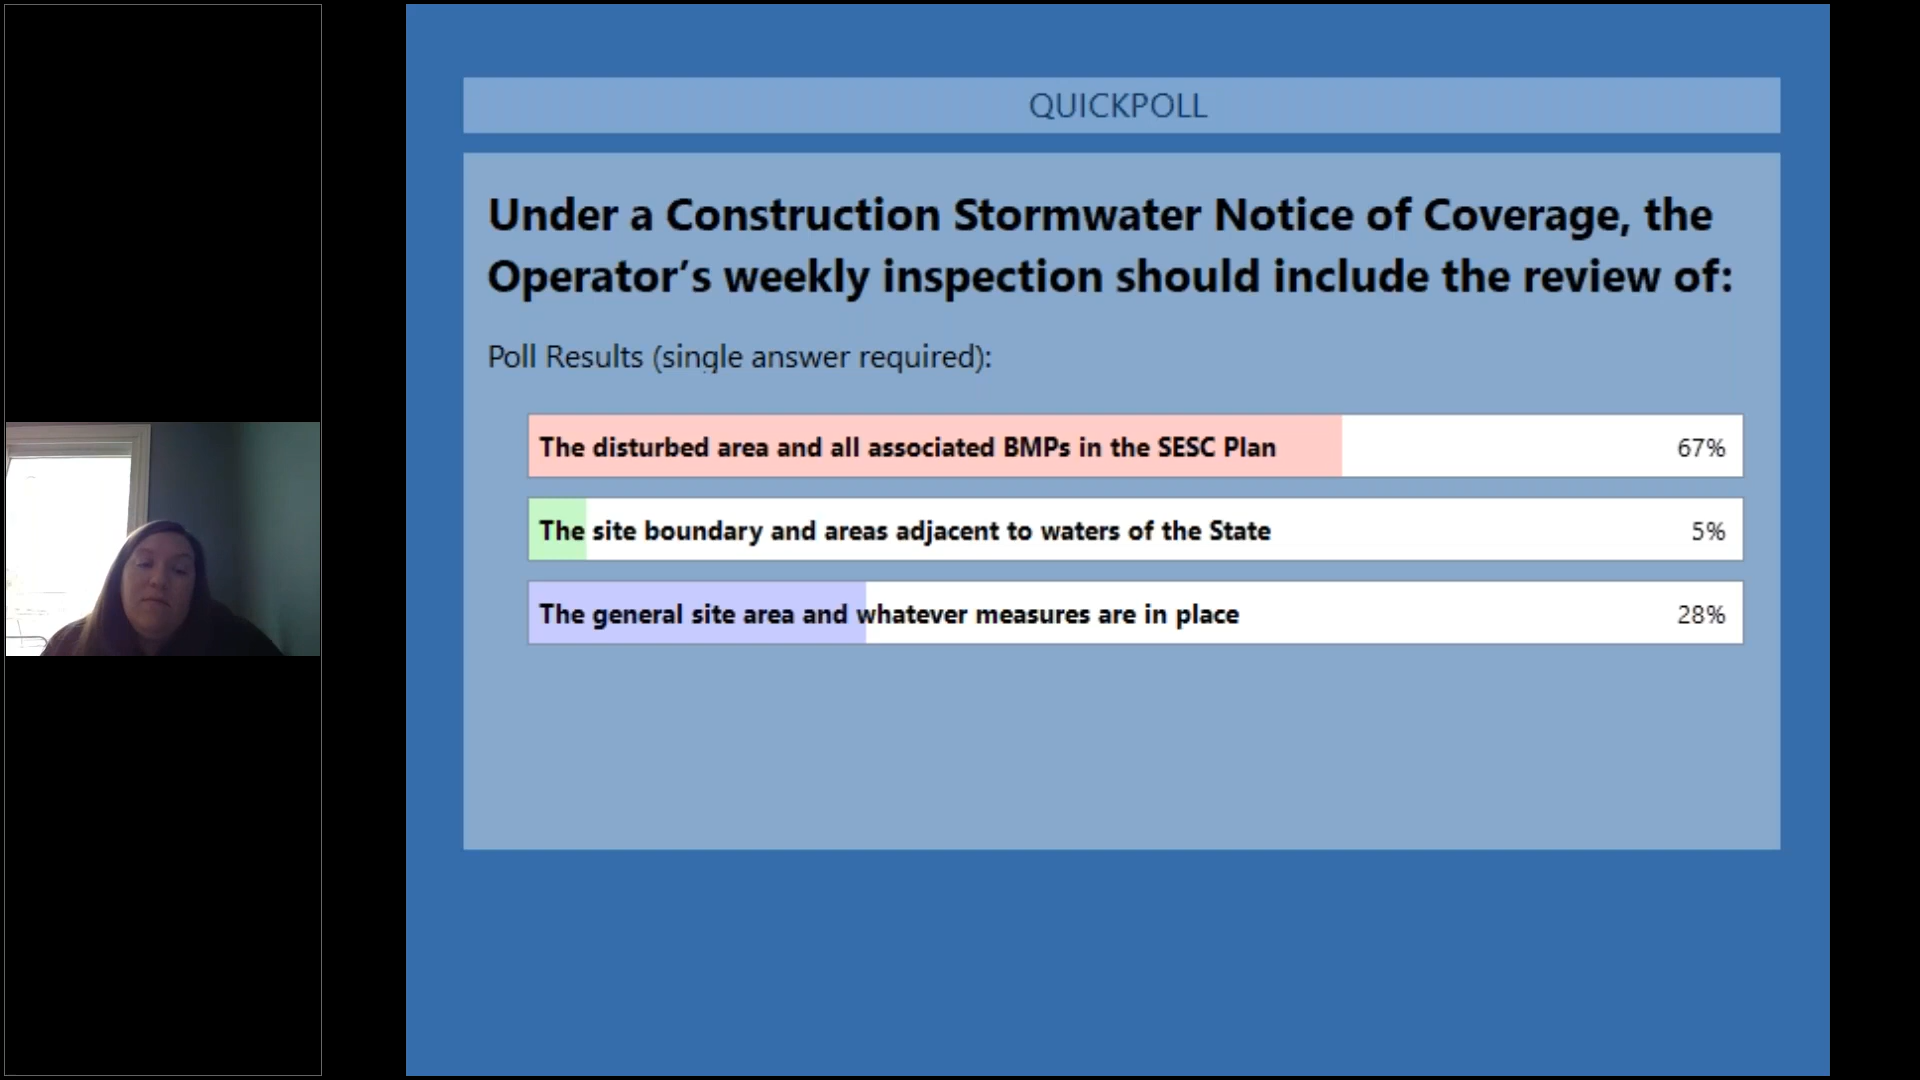 QUICKPOLL
Under a Construction Stormwater Notice of Coverage, the
Operator’s weekly inspection should include the review of:
Poll Results (single answer required):
The disturbed area and all associated BMPs in the SESC Plan 67%
The site boundary and areas adjacent to waters of the State 5%
The general site area and whatever measures are in place 28%